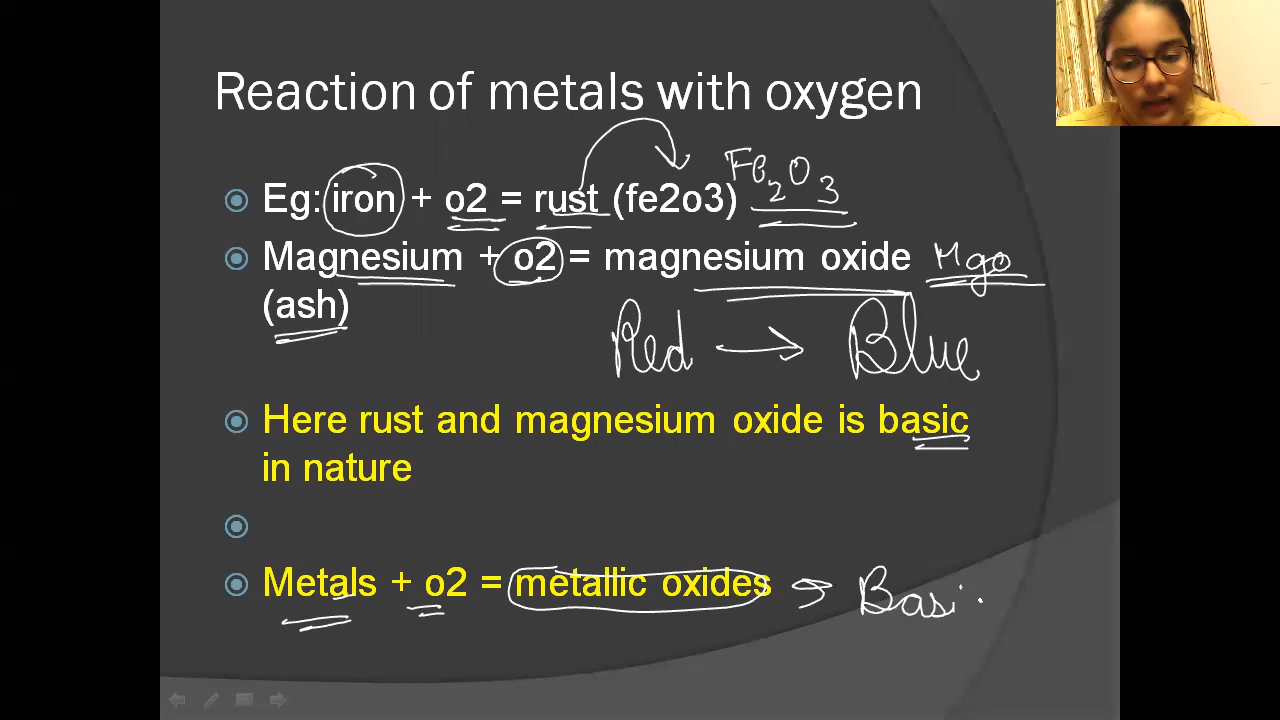 Reaction of metals with oxygen
Eg: iron + o2 = rust (fe2o3) Fe2O3
Magnesium + o2 = magnesium oxide Mgo
(ash)
Red → Blue
Here rust and magnesium oxide is basic
in nature
Metals + o2 = metallic oxides → Basi